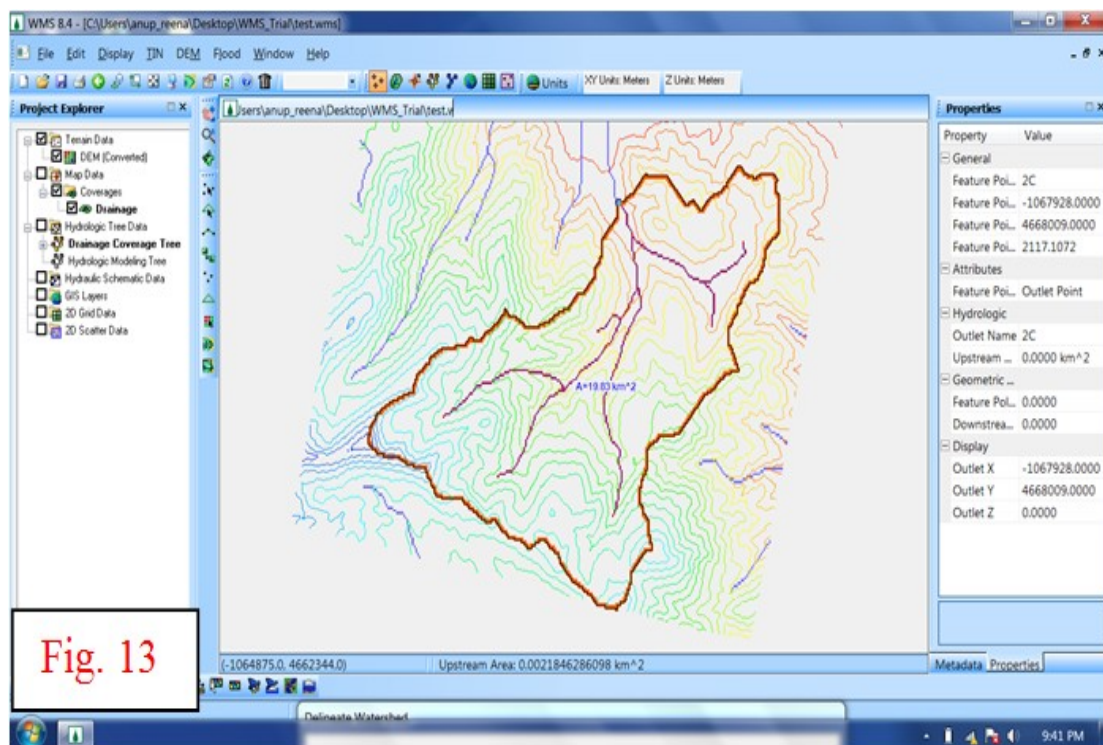 WMS 8.4 - [C:\Users\anup_reena\Desktop\WMS_Trial\test.wms]
File Edit Display TIN DEM Flood Window Help
Units XY Units: Meters Z Units: Meters
Project Explorer
Terrain Data
DEM (Converted)
Map Data
Coverages
Drainage
Hydrologic Tree Data
Drainage Coverage Tree
Hydrologic Modeling Tree
Hydraulic Schematic Data
GIS Layers
2D Grid Data
2D Scatter Data
Jsers\anup_reena\Desktop\WMS_Trial\test.w
A=19.83 km^2
Properties
Property Value
General
Feature Poi... 2C
Feature Poi... -1067928.0000
Feature Poi... 4668009.0000
Feature Poi... 2117.1072
Attributes
Feature Poi... Outlet Point
Hydrologic
Outlet Name 2C
Upstream ... 0.0000 km^2
Geometric ...
Feature Pol... 0.0000
Downstrea... 0.0000
Display
Outlet X -1067928.0000
Outlet Y 4668009.0000
Outlet Z 0.0000
Metadata Properties
(-1064875.0, 4662344.0) Upstream Area: 0.0021846286098 km^2
Fig. 13
Delineate Watershed
9:41 PM